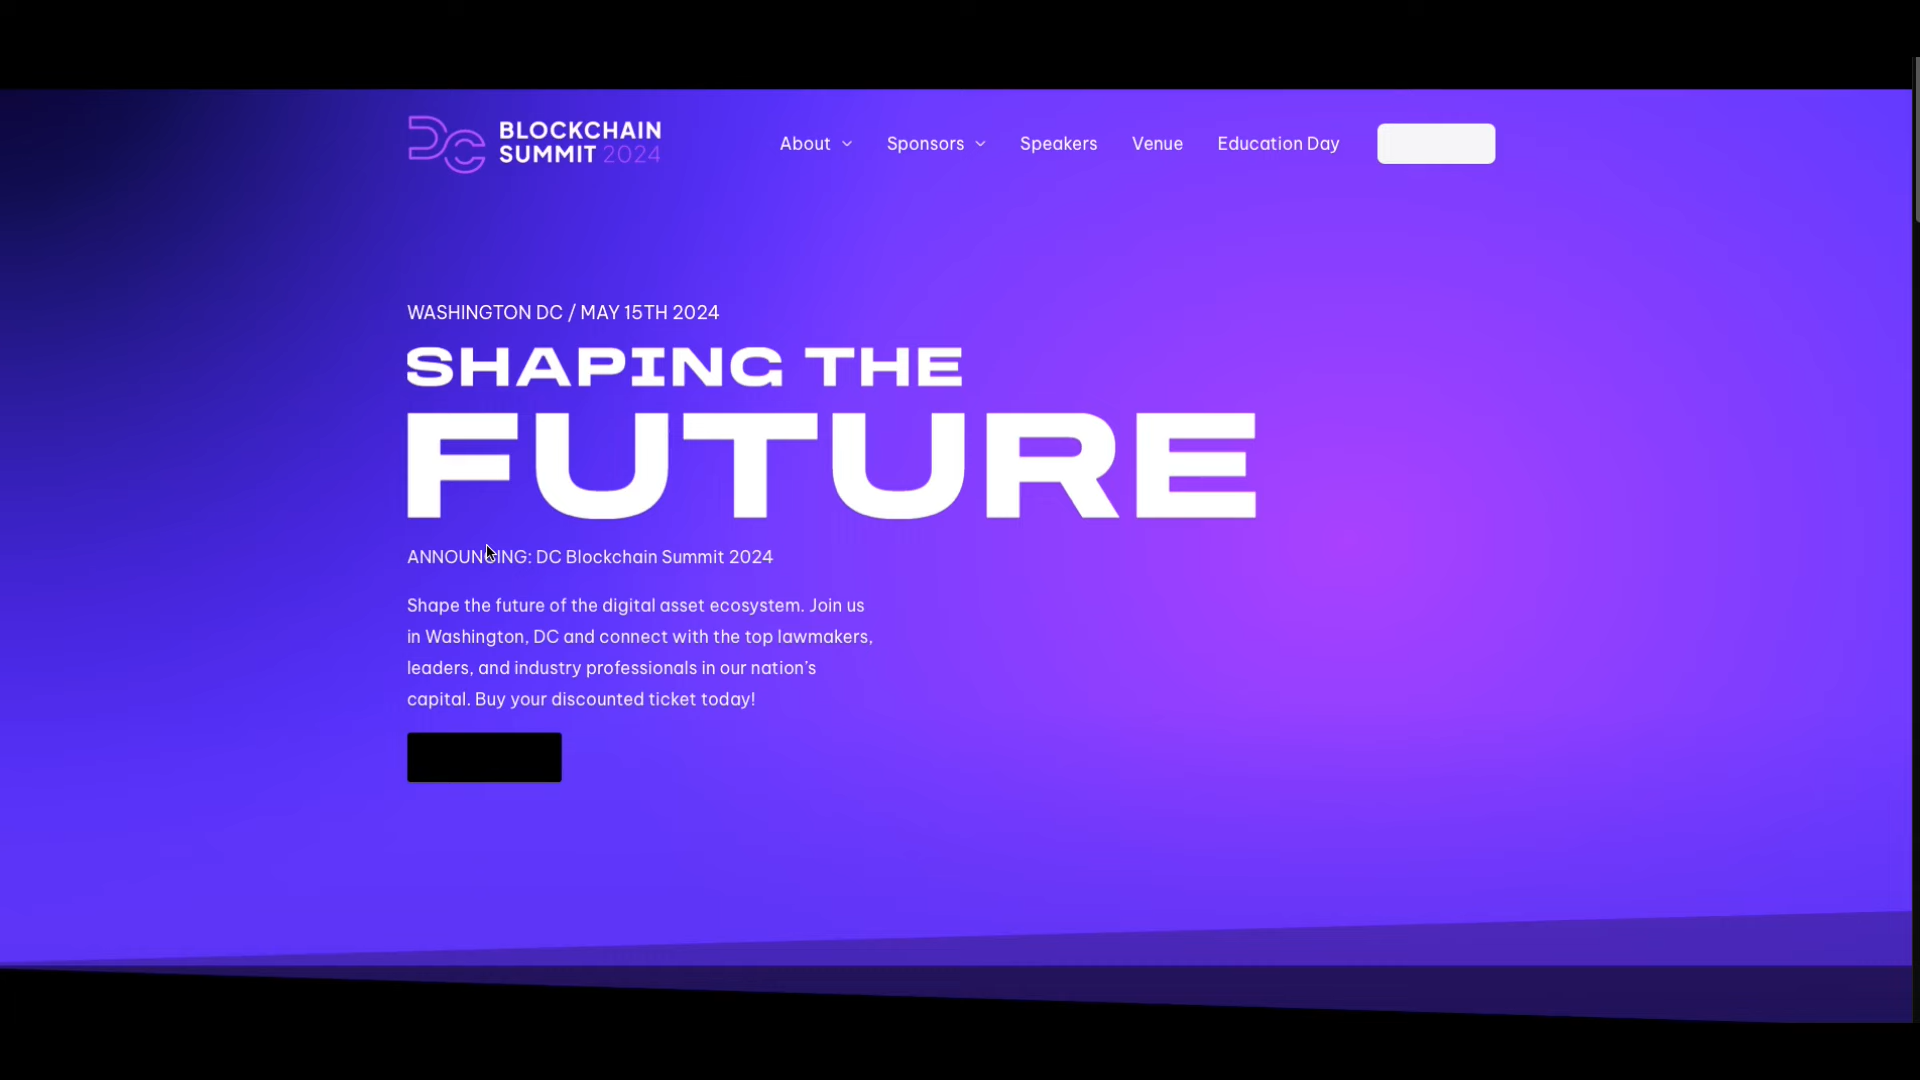 BLOCKCHAIN
SUMMIT 2024
About
Sponsors
Speakers
Venue
Education Day
WASHINGTON DC / MAY 15TH 2024
SHAPING THE
FUTURE
ANNOUNCING: DC Blockchain Summit 2024
Shape the future of the digital asset ecosystem. Join us
in Washington, DC and connect with the top lawmakers,
leaders, and industry professionals in our nation’s
capital. Buy your discounted ticket today!